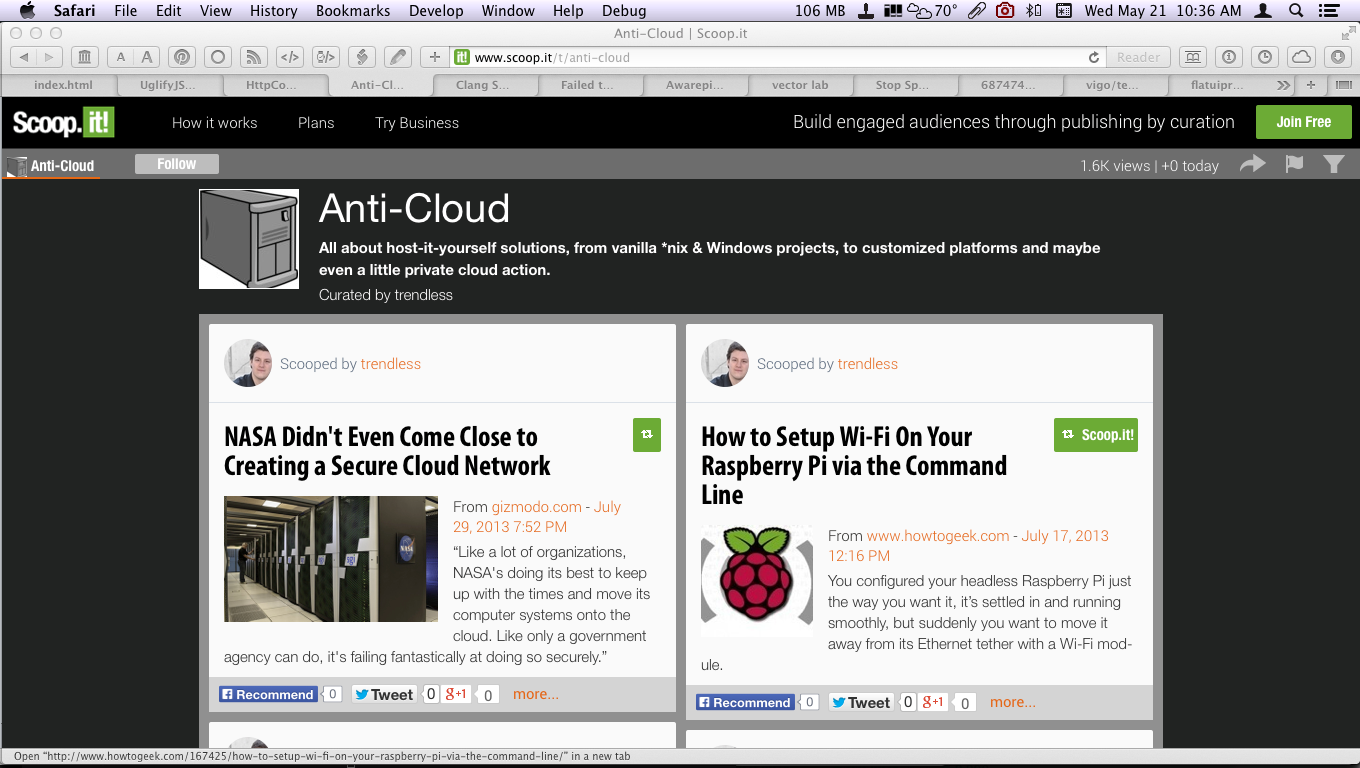 Safari File Edit View History Bookmarks Develop Window Help Debug 106 MB 70° Wed May 21 10:36 AM
Anti-Cloud | Scoop.it
A A </> + it! www.scoop.it/t/anti-cloud Reader
index.html UglifyJS... HttpCo... Anti-Cl... Clang S... Failed t... Awarepi... vector lab Stop Sp... 687474... vigo/te... flatuipr...
Scoop.it! How it works Plans Try Business Build engaged audiences through publishing by curation Join Free
Anti-Cloud Follow 1.6K views | +0 today
Anti-Cloud
All about host-it-yourself solutions, from vanilla *nix & Windows projects, to customized platforms and maybe
even a little private cloud action.
Curated by trendless
Scooped by trendless
NASA Didn't Even Come Close to
Creating a Secure Cloud Network
NASA
From gizmodo.com - July
29, 2013 7:52 PM
“Like a lot of organizations,
NASA's doing its best to keep
up with the times and move its
computer systems onto the
cloud. Like only a government
agency can do, it's failing fantastically at doing so securely.”
Recommend 0 Tweet 0 g+1 0 more...
Scooped by trendless
How to Setup Wi-Fi On Your
Raspberry Pi via the Command
Line
Scoop.it!
From www.howtogeek.com - July 17, 2013
12:16 PM
You configured your headless Raspberry Pi just
the way you want it, it’s settled in and running
smoothly, but suddenly you want to move it
away from its Ethernet tether with a Wi-Fi mod-
ule.
Recommend 0 Tweet 0 g+1 0 more...
Open “http://www.howtogeek.com/167425/how-to-setup-wi-fi-on-your-raspberry-pi-via-the-command-line/” in a new tab